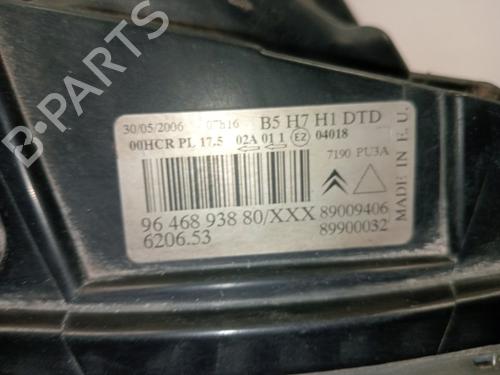 30/05/2006 07h16 B5 H7 H1 DTD
00HCR PL 17.5 02A 01 1 E2 04018
7190 PU3A
96 468 938 80/XXX 89009406
6206.53 89900032
MADE IN E.U.
B-PARTS